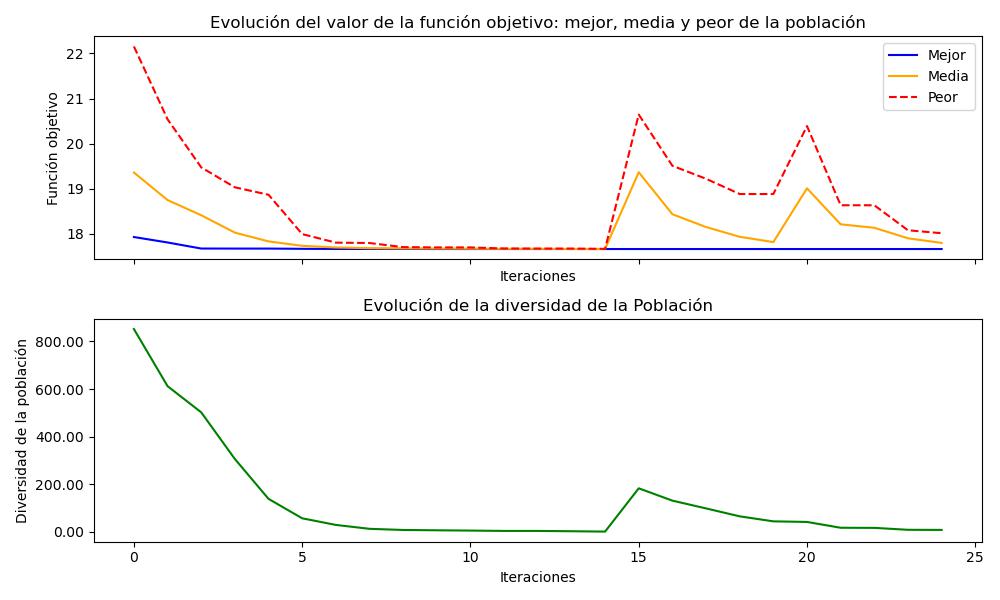 Evolución del valor de la función objetivo: mejor, media y peor de la población
Función objetivo
22
21
20
19
18
Mejor
Media
Peor
Iteraciones
Evolución de la diversidad de la Población
Diversidad de la población
800.00
600.00
400.00
200.00
0.00
0
5
10
15
20
25
Iteraciones